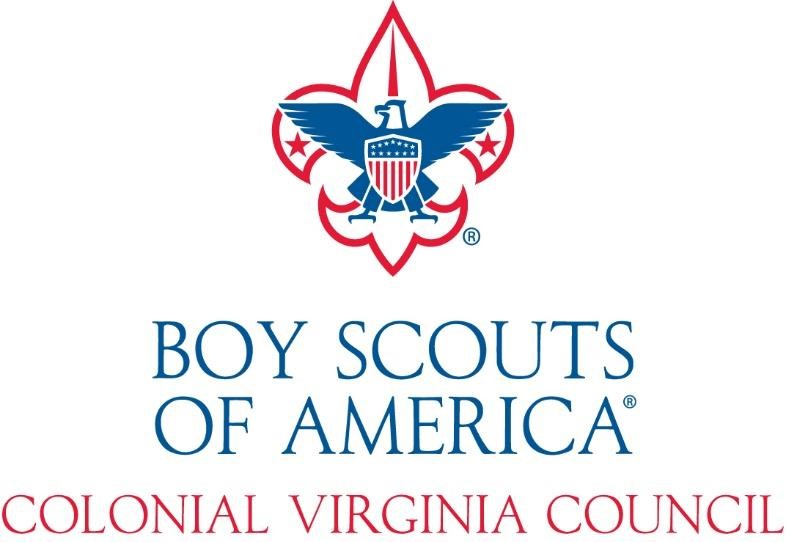 ®
BOY SCOUTS
OF AMERICA®
COLONIAL VIRGINIA COUNCIL